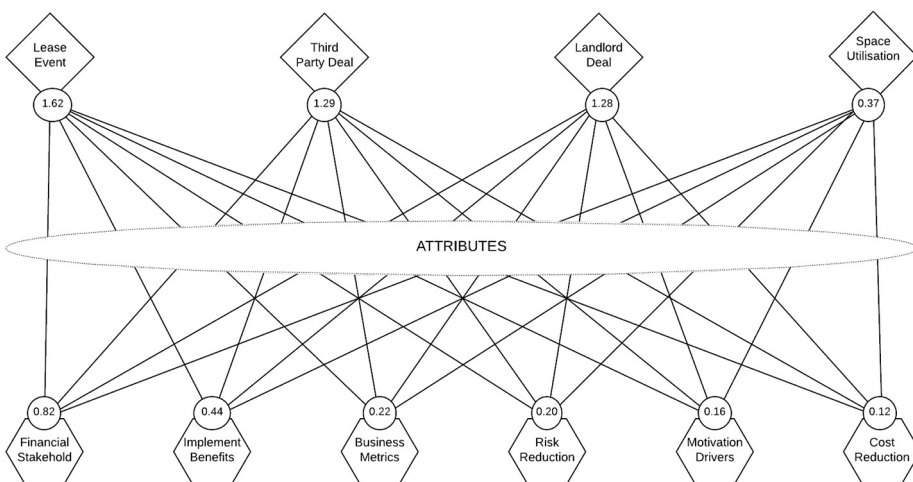 Lease
Event
Third
Party Deal
Landlord
Deal
Space
Utilisation
1.62
1.29
1.28
0.37
ATTRIBUTES
0.82
0.44
0.22
0.20
0.16
0.12
Financial
Stakehold
Implement
Benefits
Business
Metrics
Risk
Reduction
Motivation
Drivers
Cost
Reduction